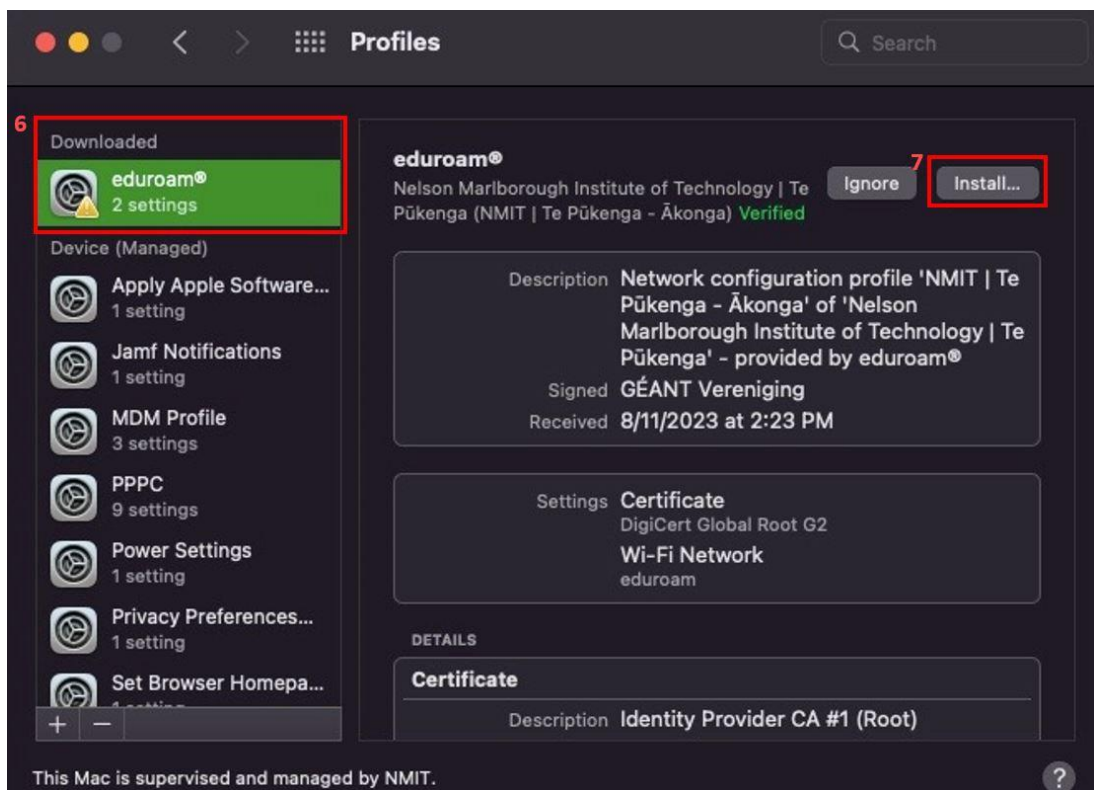 Profiles
Search
6
Downloaded
eduroam®
2 settings
Device (Managed)
Apply Apple Software...
1 setting
Jamf Notifications
1 setting
MDM Profile
3 settings
PPPC
9 settings
Power Settings
1 setting
Privacy Preferences...
1 setting
Set Browser Homepa...
+ −
eduroam®
Nelson Marlborough Institute of Technology | Te
Pūkenga (NMIT | Te Pūkenga - Ākonga) Verified
Ignore
7
Install...
Description Network configuration profile 'NMIT | Te
Pūkenga - Ākonga' of 'Nelson
Marlborough Institute of Technology | Te
Pūkenga' - provided by eduroam®
Signed GÉANT Vereniging
Received 8/11/2023 at 2:23 PM
Settings Certificate
DigiCert Global Root G2
Wi-Fi Network
eduroam
DETAILS
Certificate
Description Identity Provider CA #1 (Root)
This Mac is supervised and managed by NMIT.
?